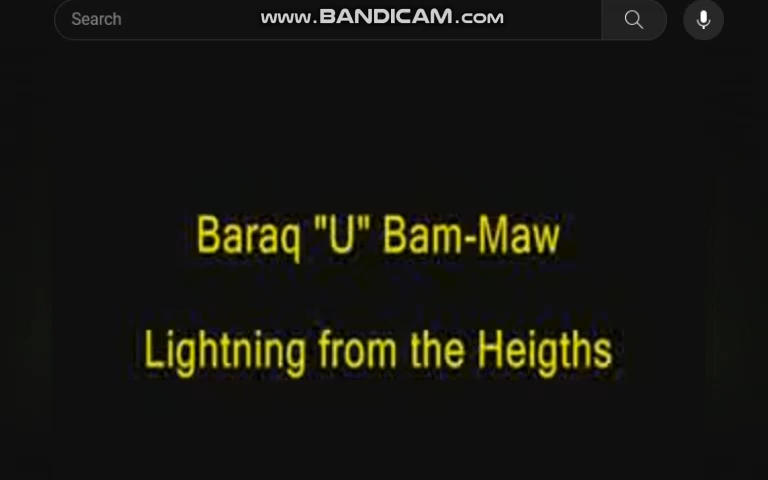 Search
www.BANDICAM.com
Baraq "U" Bam-Maw
Lightning from the Heigths